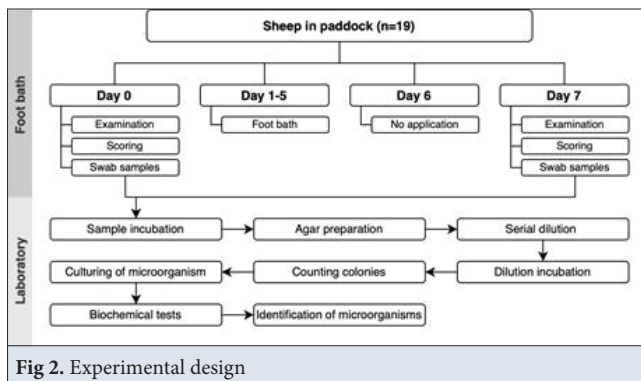 Sheep in paddock (n=19)
Foot bath
Day 0
Day 1-5
Day 6
Day 7
Examination
Foot bath
No application
Examination
Scoring
Scoring
Swab samples
Swab samples
Laboratory
Sample incubation
Agar preparation
Serial dilution
Culturing of microorganism
Counting colonies
Dilution incubation
Biochemical tests
Identification of microorganisms
Fig 2. Experimental design